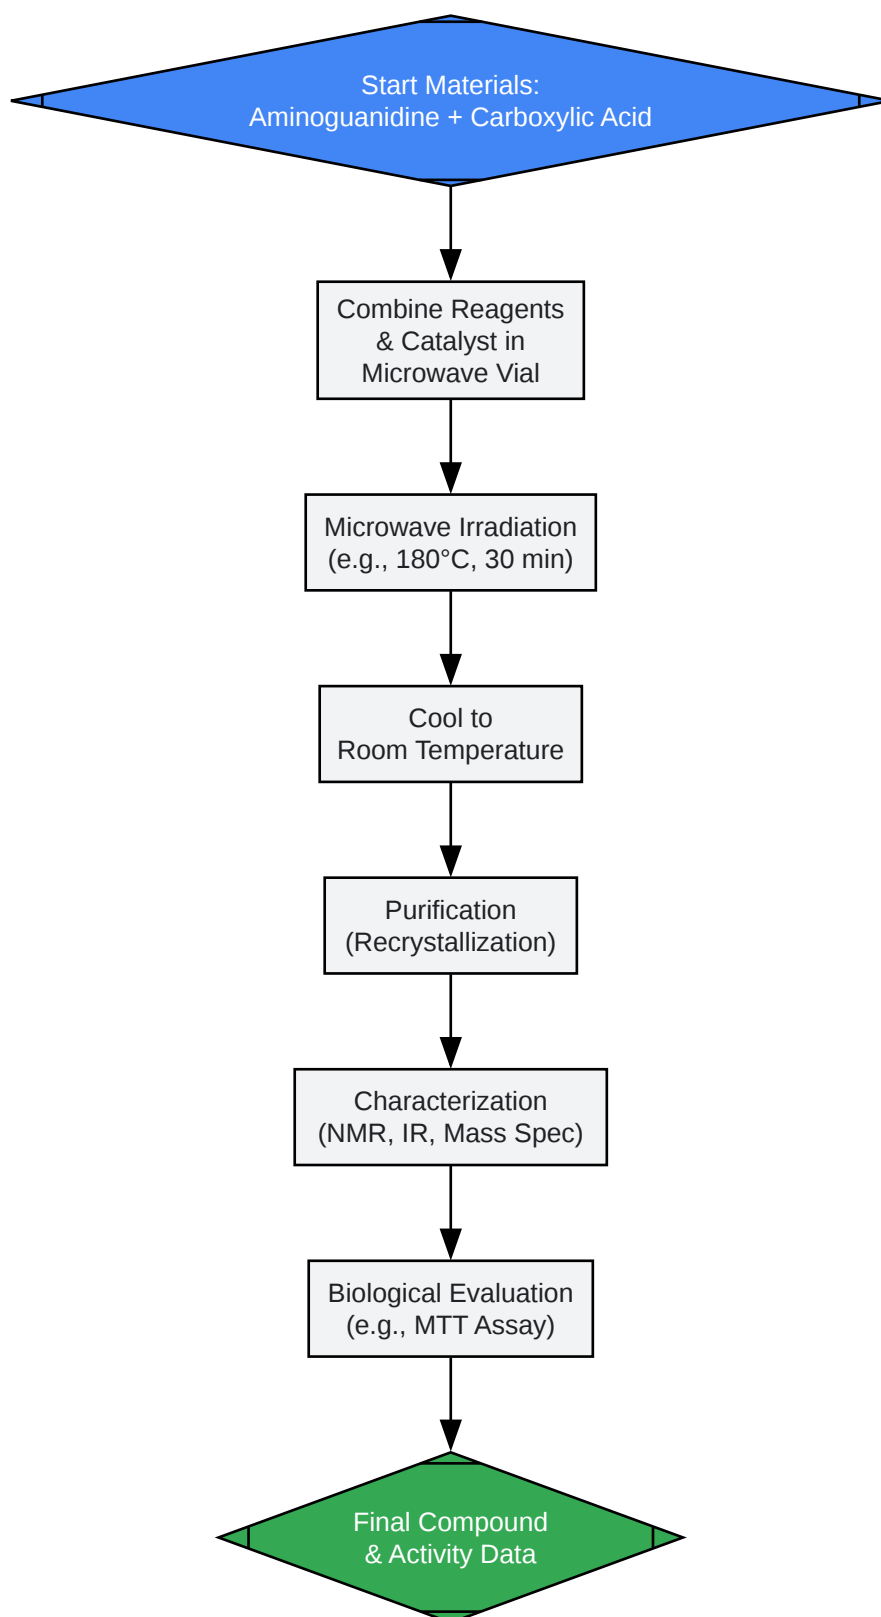 Start Materials:
Aminoguanidine + Carboxylic Acid
Combine Reagents
& Catalyst in
Microwave Vial
Microwave Irradiation
(e.g., 180°C, 30 min)
Cool to
Room Temperature
Purification
(Recrystallization)
Characterization
(NMR, IR, Mass Spec)
Biological Evaluation
(e.g., MTT Assay)
Final Compound
& Activity Data